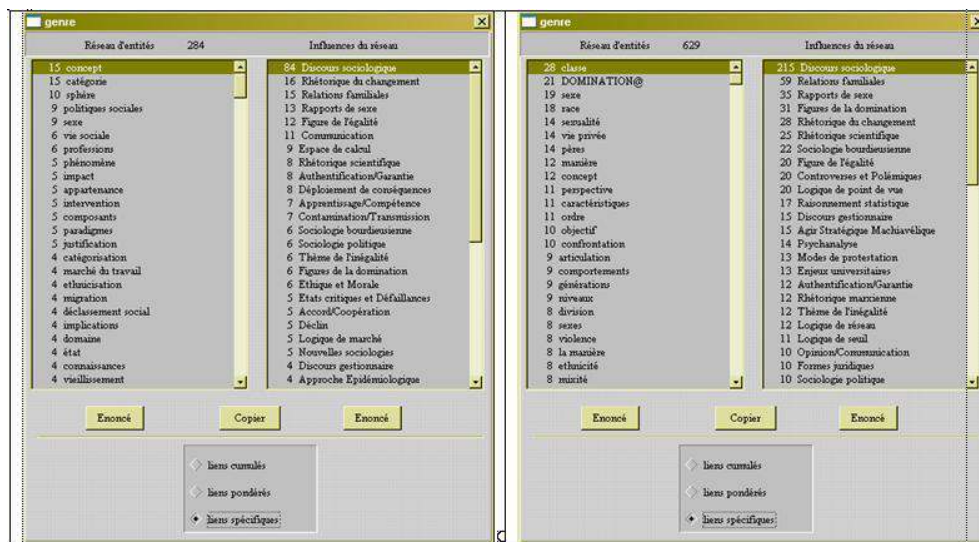 genre
Réseau d'entités 284 Influences du réseau
15 concept
15 catégorie
10 sphère
9 politiques sociales
9 sexe
6 vie sociale
6 professions
5 phénomène
5 impact
5 appartenance
5 intervention
5 composants
5 paradigmes
5 justification
4 catégorisation
4 marché du travail
4 ethnicisation
4 migration
4 déclassement social
4 implications
4 domaine
4 état
4 connaissances
4 vieillissement
84 Discours sociologique
16 Rhétorique du changement
15 Relations familiales
13 Rapports de sexe
12 Figure de l'égalité
11 Communication
9 Espace de calcul
8 Rhétorique scientifique
8 Authentification/Garantie
8 Déploiement de conséquences
7 Apprentissage/Compétence
7 Contamination/Transmission
6 Sociologie bourdieusienne
6 Sociologie politique
6 Thème de l'inégalité
6 Figures de la domination
6 Ethique et Morale
5 Etats critiques et Défaillances
5 Accord/Coopération
5 Déclin
5 Logique de marché
5 Nouvelles sociologies
4 Discours gestionnaire
4 Approche Epidémiologique
Enoncé Copier Enoncé
liens cumulés
liens pondérés
liens spécifiques
genre
Réseau d'entités 629 Influences du réseau
28 classe
21 DOMINATION@
19 sexe
18 race
14 sexualité
14 vie privée
14 pères
12 manière
12 concept
11 perspective
11 caractéristiques
11 ordre
10 objectif
10 confrontation
9 articulation
9 comportements
9 générations
9 niveaux
8 division
8 sexes
8 violence
8 la manière
8 ethnicité
8 mixité
215 Discours sociologique
59 Relations familiales
35 Rapports de sexe
31 Figures de la domination
28 Rhétorique du changement
25 Rhétorique scientifique
22 Sociologie bourdieusienne
20 Figure de l'égalité
20 Controverses et Polémiques
20 Logique de point de vue
17 Raisonnement statistique
15 Discours gestionnaire
15 Agir Stratégique Machiavélique
14 Psychanalyse
13 Modes de protestation
13 Enjeux universitaires
12 Authentification/Garantie
12 Rhétorique marxienne
12 Thème de l'inégalité
12 Logique de réseau
11 Logique de seuil
10 Opinion/Communication
10 Formes juridiques
10 Sociologie politique
Enoncé Copier Enoncé
liens cumulés
liens pondérés
liens spécifiques